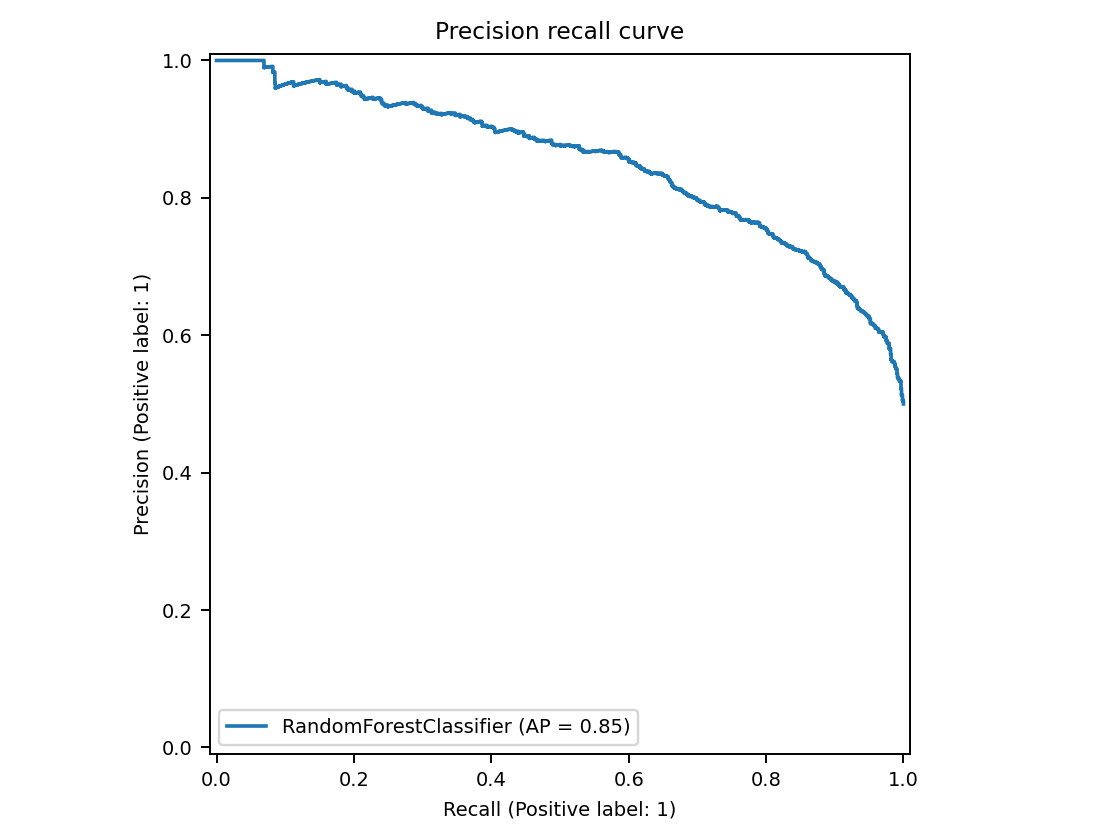 Precision recall curve
1.0
0.8
0.6
0.4
0.2
0.0
Precision (Positive label: 1)
RandomForestClassifier (AP = 0.85)
0.0 0.2 0.4 0.6 0.8 1.0
Recall (Positive label: 1)